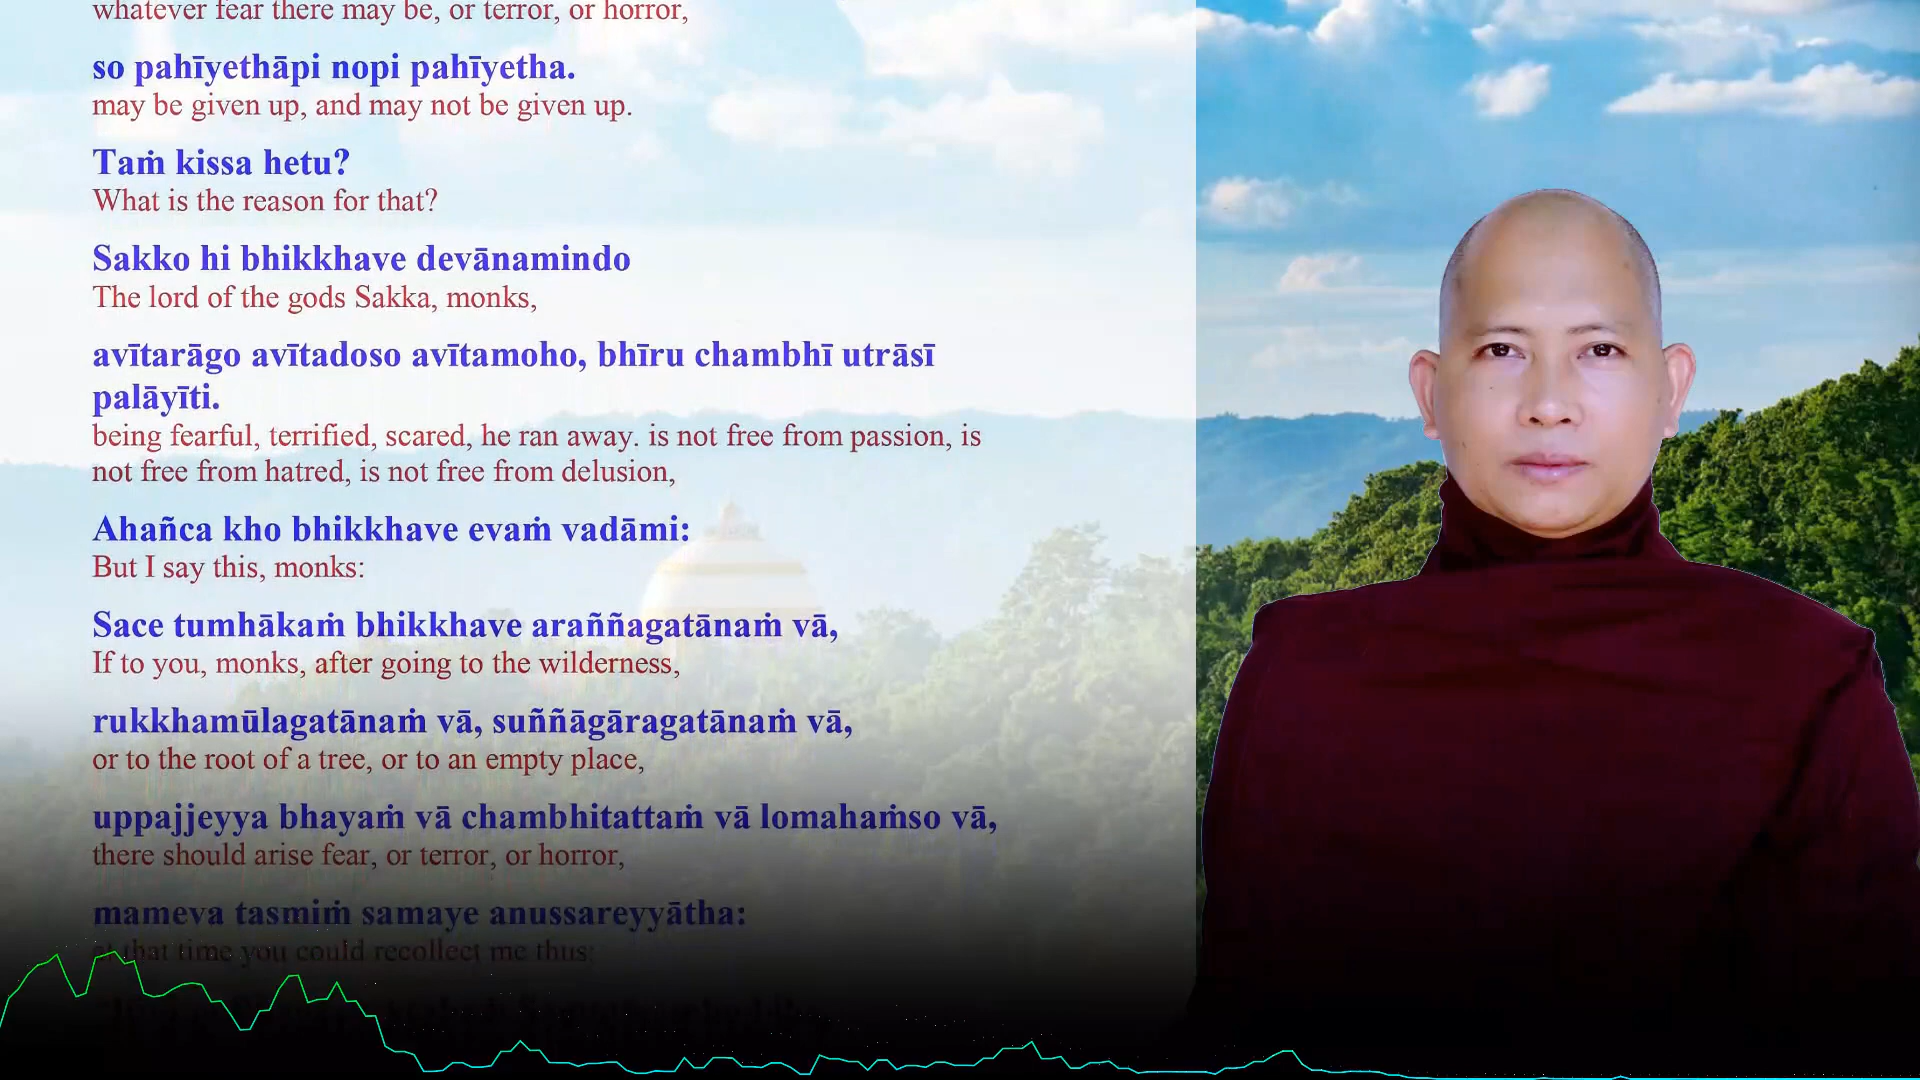 whatever fear there may be, or terror, or horror,
so pahīyethāpi nopi pahīyetha.
may be given up, and may not be given up.
Taṁ kissa hetu?
What is the reason for that?
Sakko hi bhikkhave devānamindo
The lord of the gods Sakka, monks,
avītarāgo avītadoso avītamoho, bhīru chambhī utrāsī
palāyīti.
being fearful, terrified, scared, he ran away. is not free from passion, is
not free from hatred, is not free from delusion,
Ahañca kho bhikkhave evaṁ vadāmi:
But I say this, monks:
Sace tumhākaṁ bhikkhave araññagatānaṁ vā,
If to you, monks, after going to the wilderness,
rukkhamūlagatānaṁ vā, suññāgāragatānaṁ vā,
or to the root of a tree, or to an empty place,
uppajjeyya bhayaṁ vā chambhitattaṁ vā lomahaṁso vā,
there should arise fear, or terror, or horror,
mameva tasmiṁ samaye anussareyyātha:
at that time you could recollect me thus: